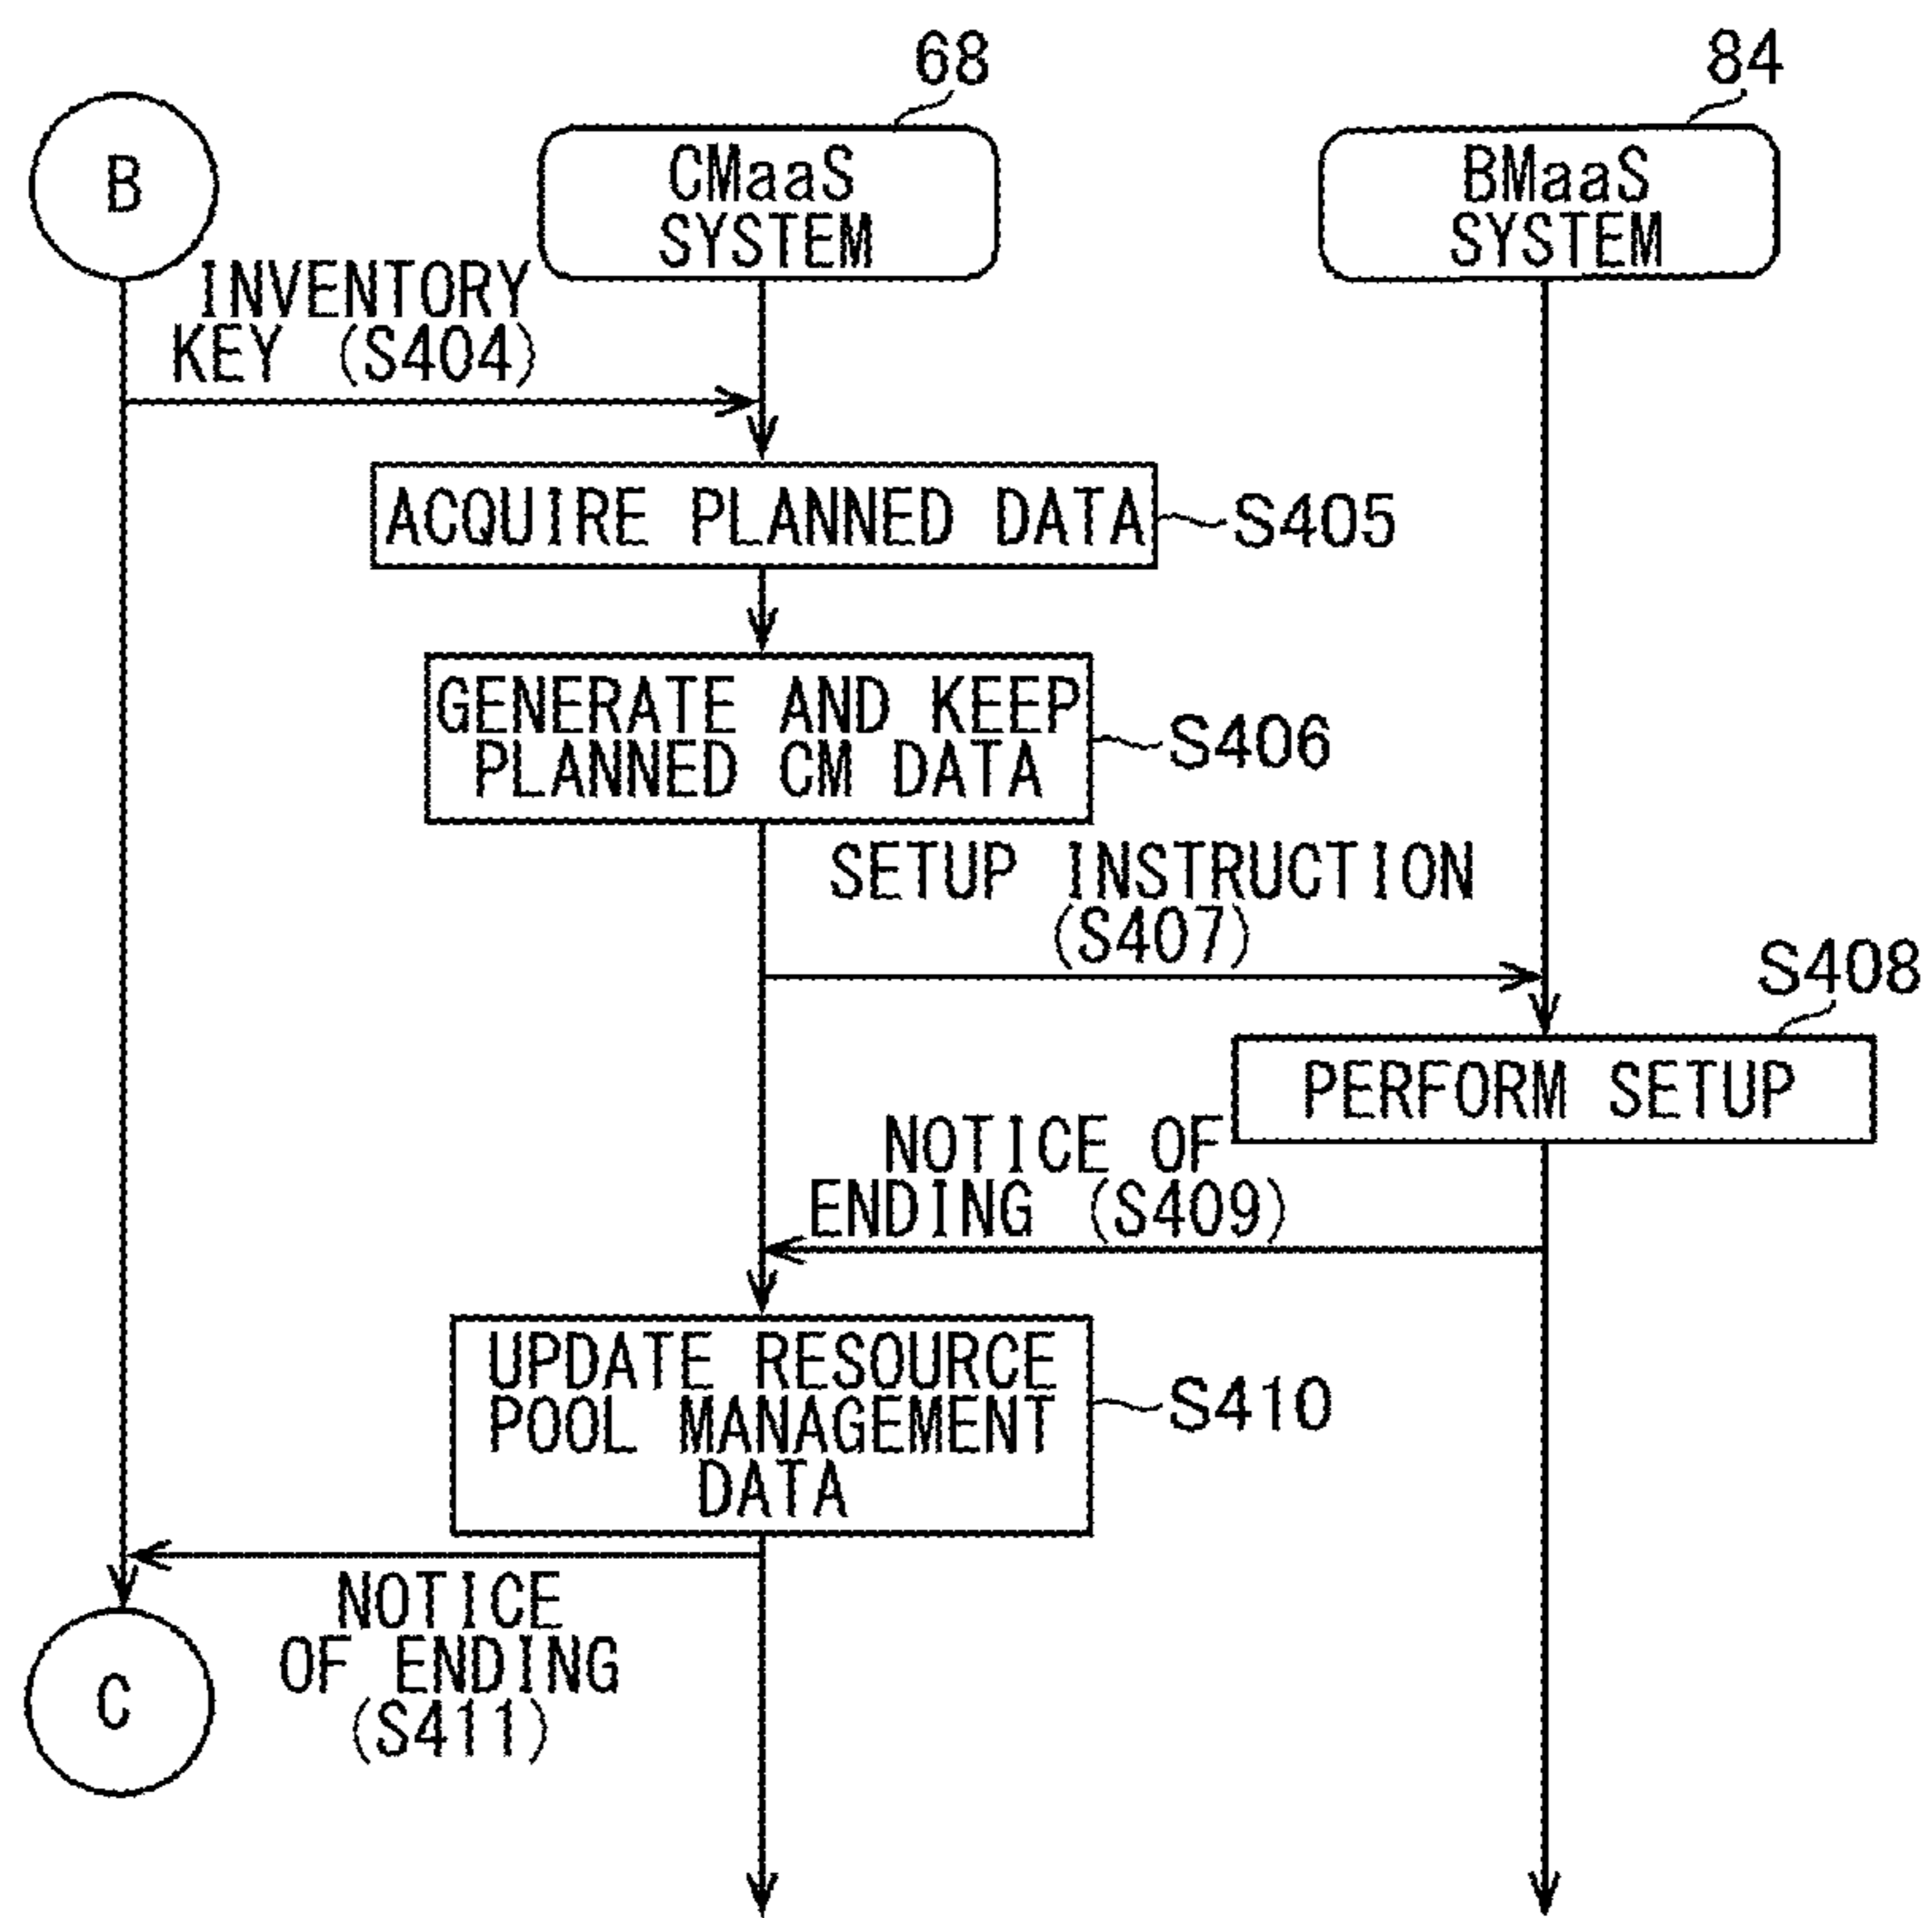 68
84
B
CMaaS
SYSTEM
BMaaS
SYSTEM
INVENTORY
KEY (S404)
ACQUIRE PLANNED DATA
S405
GENERATE AND KEEP
PLANNED CM DATA
S406
SETUP INSTRUCTION
(S407)
S408
PERFORM SETUP
NOTICE OF
ENDING (S409)
UPDATE RESOURCE
POOL MANAGEMENT
DATA
S410
NOTICE
OF ENDING
(S411)
C